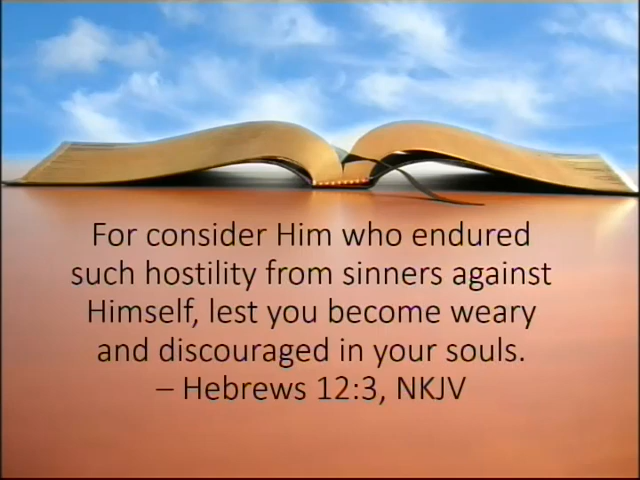 For consider Him who endured
such hostility from sinners against
Himself, lest you become weary
and discouraged in your souls.
– Hebrews 12:3, NKJV